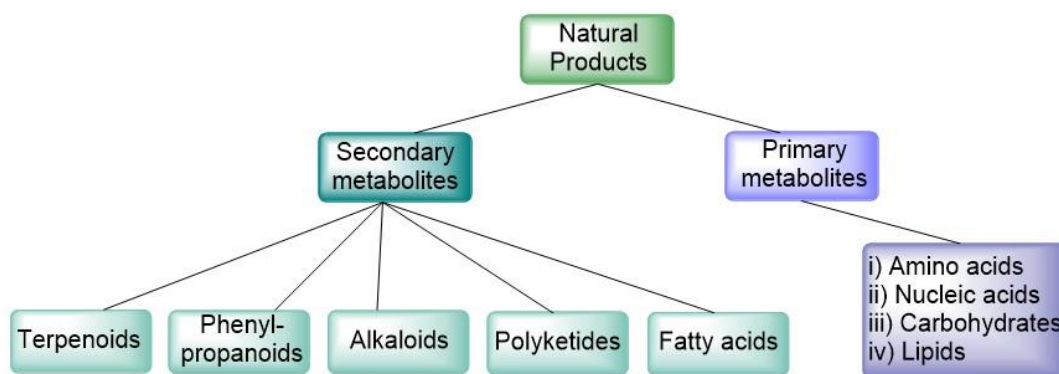 Natural
Products
Secondary
metabolites
Primary
metabolites
Terpenoids
Phenyl-
propanoids
Alkaloids
Polyketides
Fatty acids
i) Amino acids
ii) Nucleic acids
iii) Carbohydrates
iv) Lipids